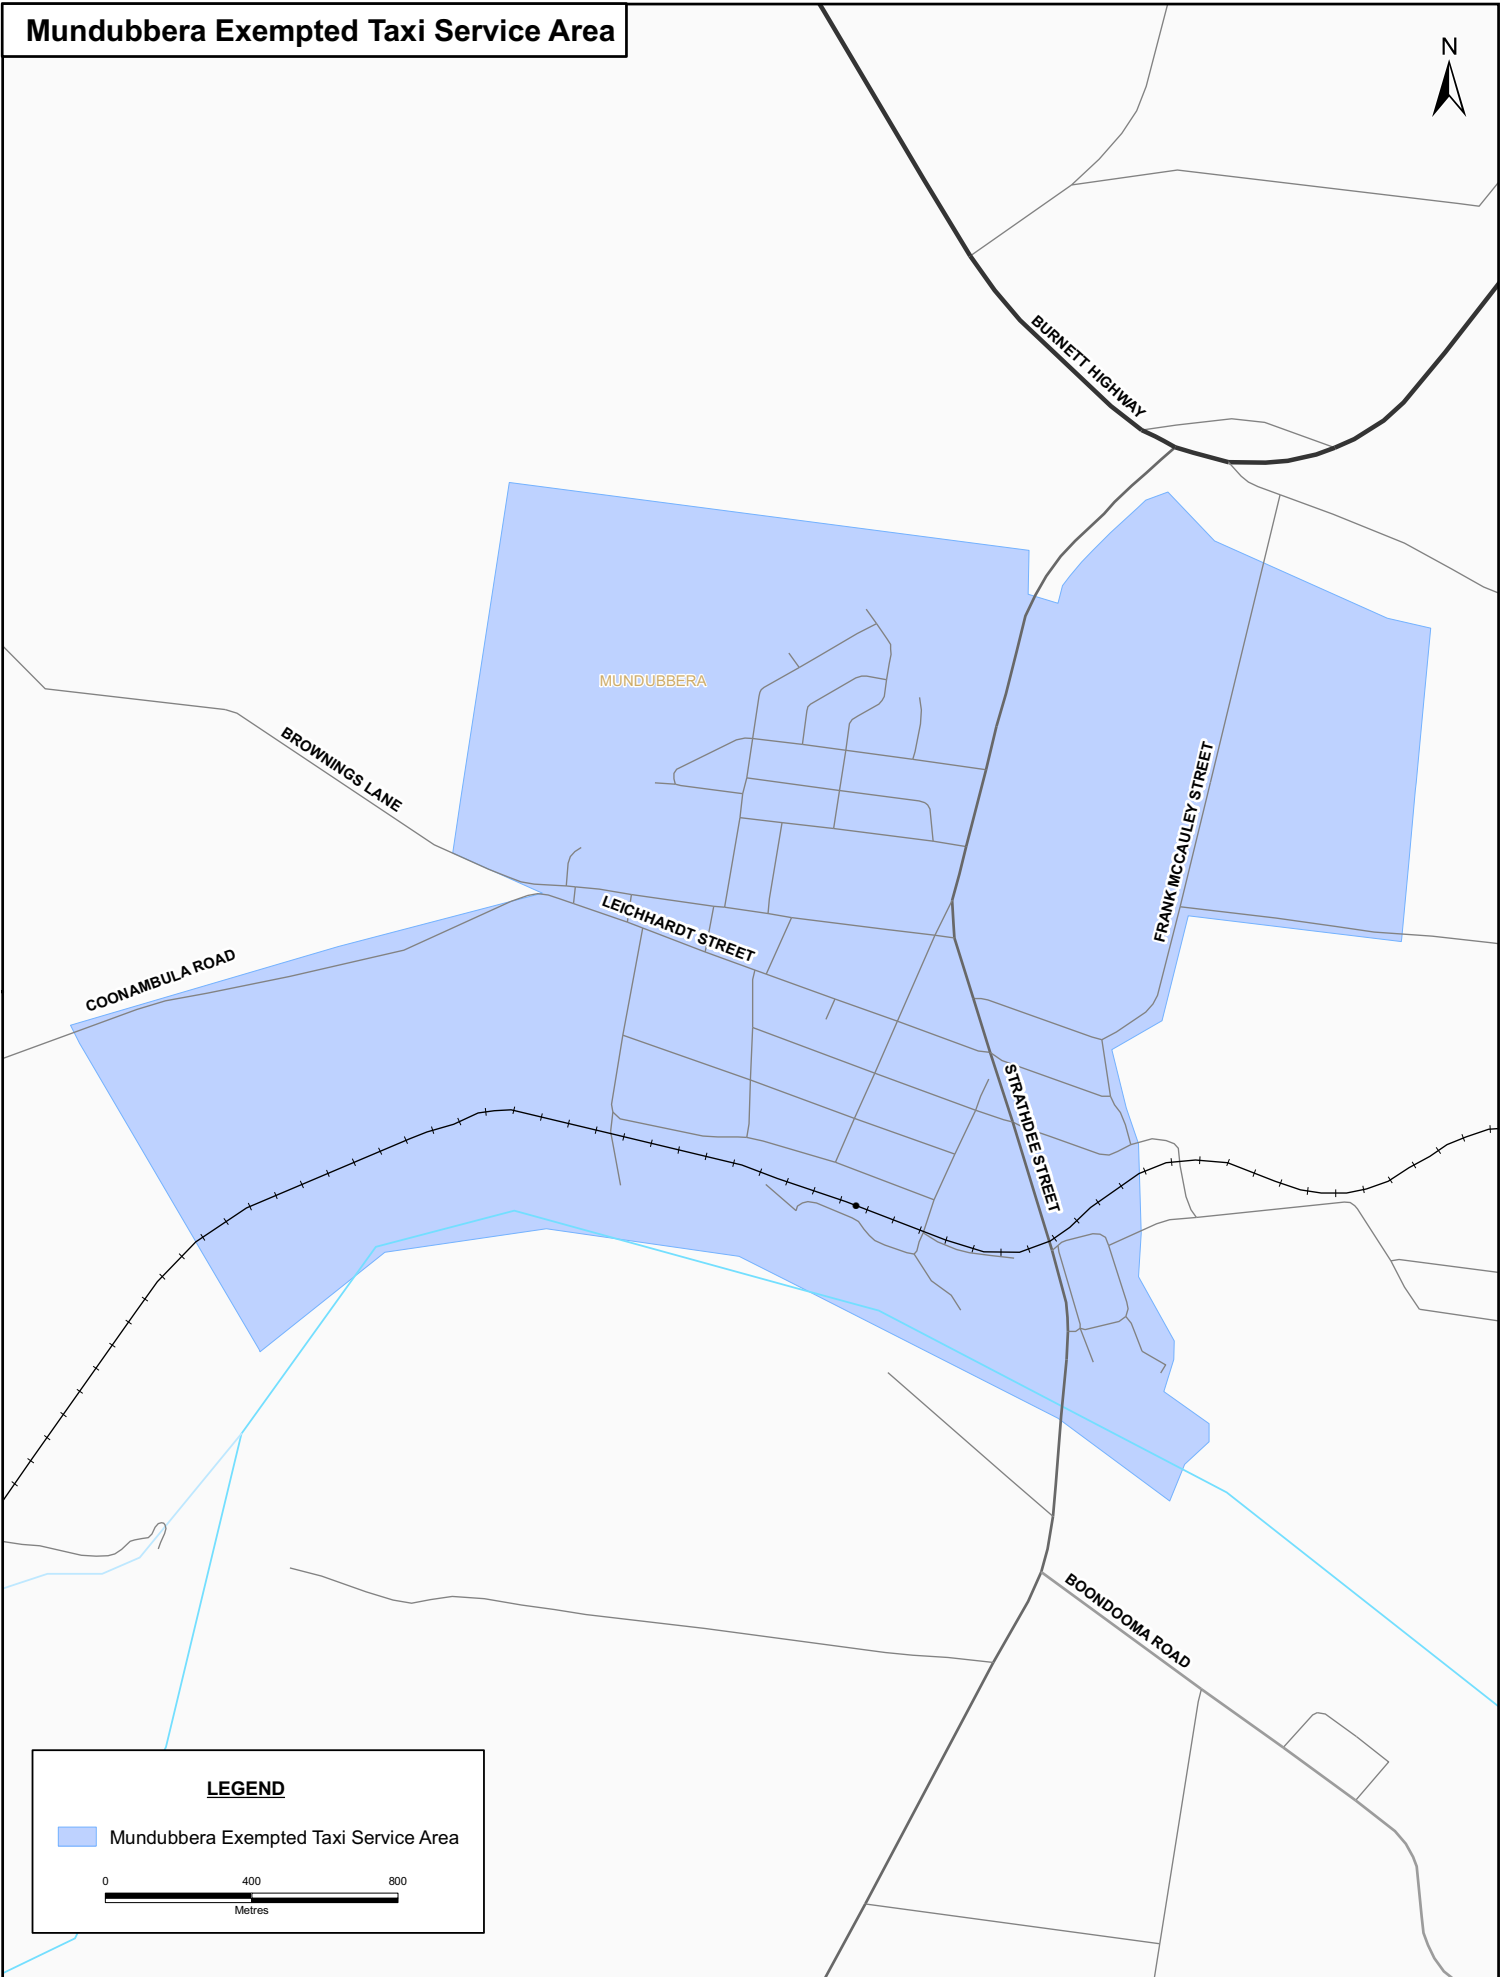 Mundubbera Exempted Taxi Service Area
N
BURNETT HIGHWAY
MUNDUBBERA
BROWNINGS LANE
FRANK MCCAULEY STREET
LEICHHARDT STREET
COONAMBULA ROAD
STRATHDEE STREET
BOONDOOMA ROAD
LEGEND
Mundubbera Exempted Taxi Service Area
0 400 800
Metres